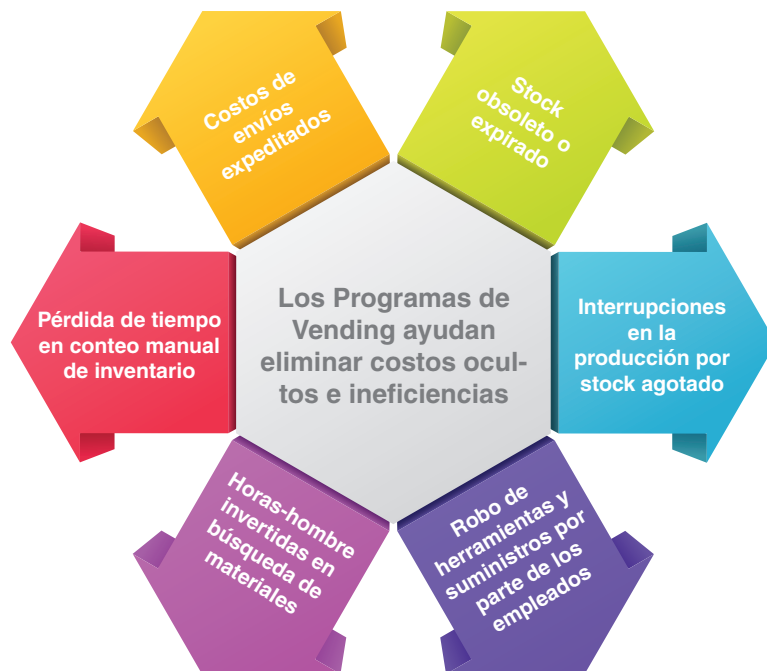 Costos de
envíos
expeditados
Stock
obsoleto o
expirado
Pérdida de tiempo
en conteo manual
de inventario
Los Programas de
Vending ayudan
eliminar costos ocul-
tos e ineficiencias
Interrupciones
en la
producción por
stock agotado
Horas-hombre
invertidas en
búsqueda de
materiales
Robo de
herramientas y
suministros por
parte de los
empleados